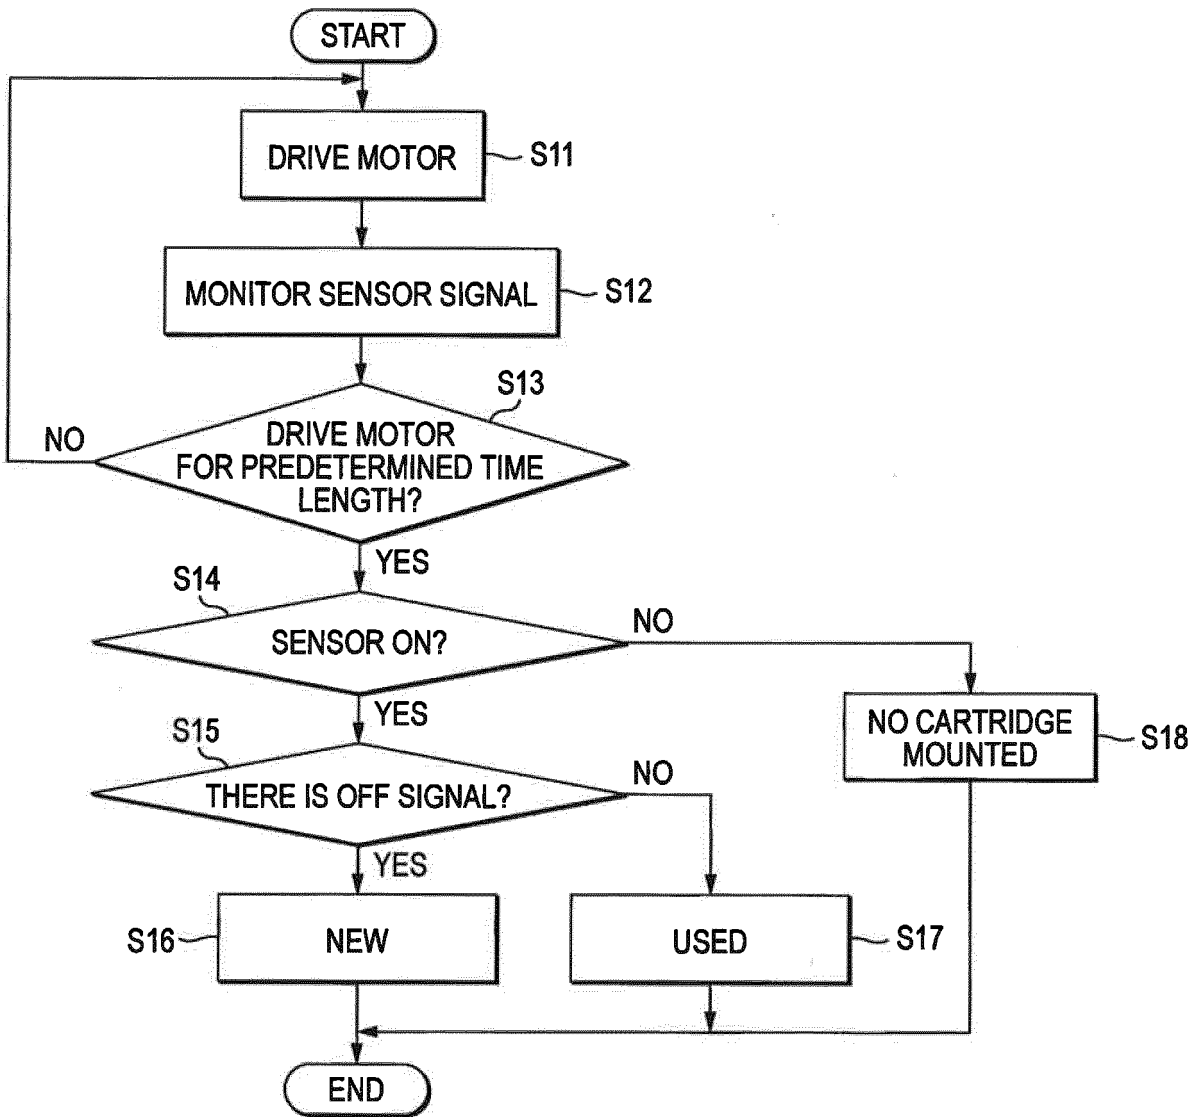 START
DRIVE MOTOR
S11
MONITOR SENSOR SIGNAL
S12
S13
NO
DRIVE MOTOR
FOR PREDETERMINED TIME
LENGTH?
YES
S14
SENSOR ON?
NO
YES
NO CARTRIDGE
MOUNTED
S18
S15
THERE IS OFF SIGNAL?
NO
YES
S16
NEW
USED
S17
END